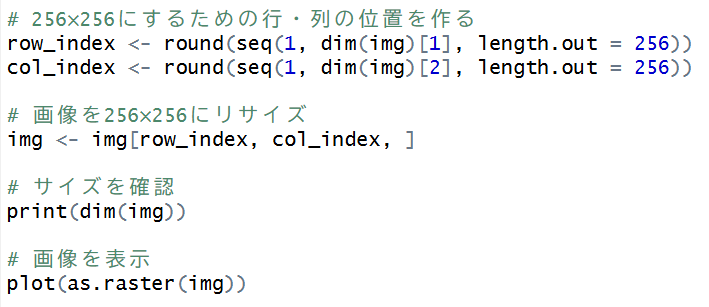 # 256×256にするための行・列の位置を作る
row_index <- round(seq(1, dim(img)[1], length.out = 256))
col_index <- round(seq(1, dim(img)[2], length.out = 256))
# 画像を256×256にリサイズ
img <- img[row_index, col_index, ]
# サイズを確認
print(dim(img))
# 画像を表示
plot(as.raster(img))